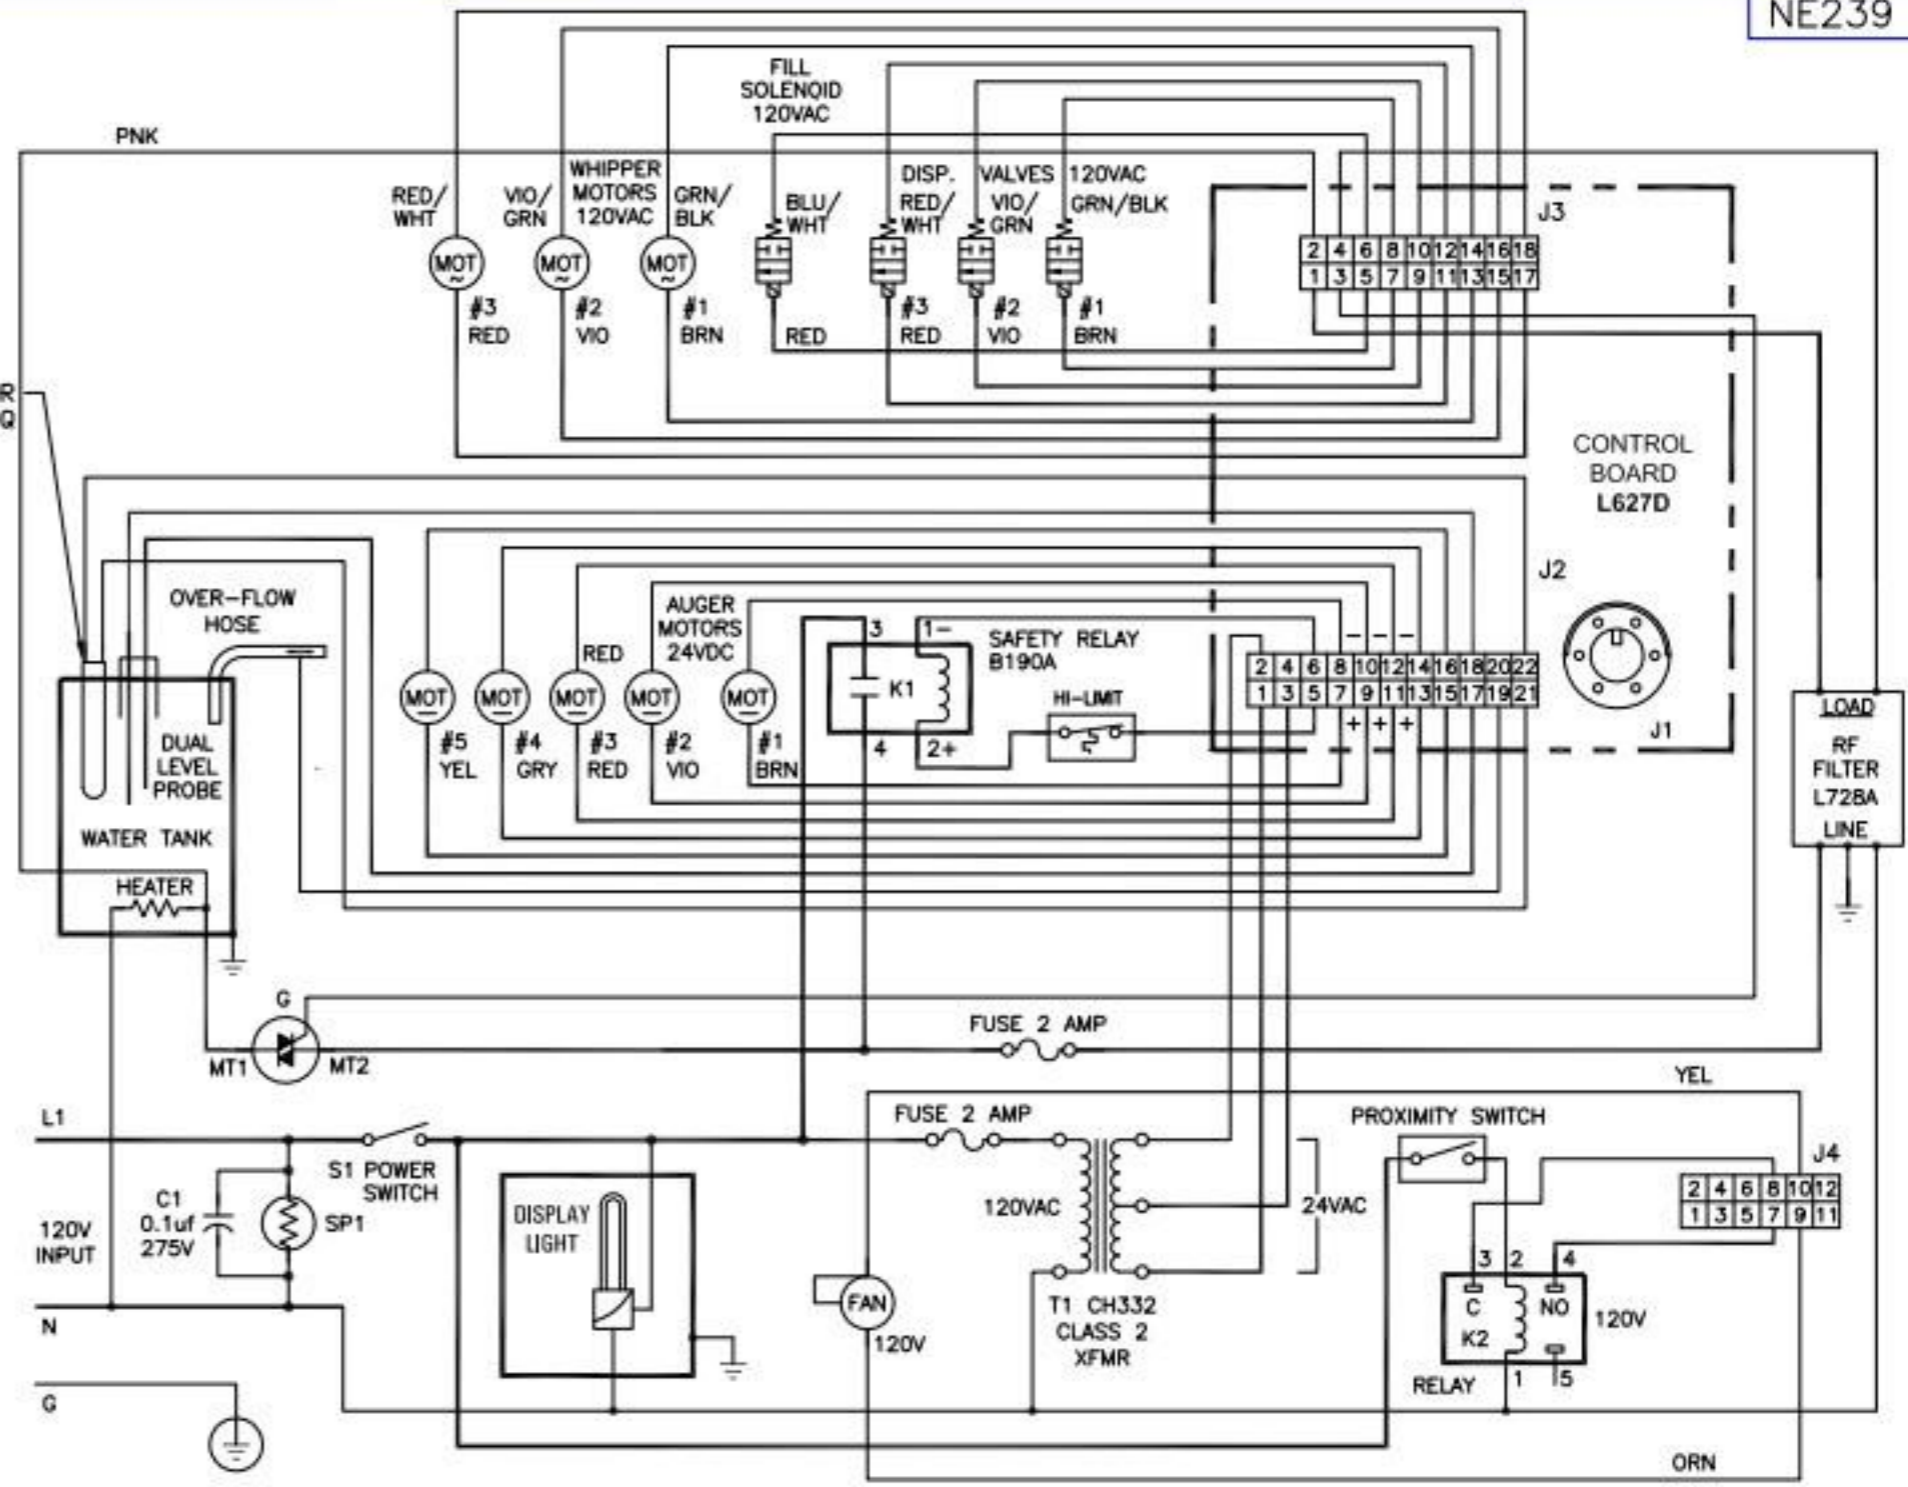 NE239
FILL
SOLENOID
120VAC
PNK
WHIPPER
MOTORS
120VAC
RED/
WHT
VIO/
GRN
GRN/
BLK
BLU/
WHT
DISP. VALVES 120VAC
RED/
WHT
VIO/
GRN
GRN/BLK
J3
MOT
~
MOT
~
MOT
~
2 4 6 8 10 12 14 16 18
1 3 5 7 9 11 13 15 17
#3
RED
#2
VIO
#1
BRN
RED
#3
RED
#2
VIO
#1
BRN
CONTROL
BOARD
L627D
J2
OVER-FLOW
HOSE
AUGER
MOTORS
24VDC
RED
3
1-
SAFETY RELAY
B190A
K1
HI-LIMIT
4
2+
- - -
2 4 6 8 10 12 14 16 18 20 22
1 3 5 7 9 11 13 15 17 19 21
+ + +
J1
MOT
MOT
MOT
MOT
MOT
#5
YEL
#4
GRY
#3
RED
#2
VIO
#1
BRN
DUAL
LEVEL
PROBE
WATER TANK
HEATER
LOAD
RF
FILTER
L728A
LINE
G
MT1
MT2
FUSE 2 AMP
YEL
L1
S1 POWER
SWITCH
FUSE 2 AMP
PROXIMITY SWITCH
J4
2 4 6 8 10 12
1 3 5 7 9 11
C1
0.1uf
275V
SP1
120V
INPUT
DISPLAY
LIGHT
120VAC
24VAC
3
2
4
C
NO
K2
120V
RELAY
1
5
FAN
120V
T1 CH332
CLASS 2
XFMR
N
G
ORN